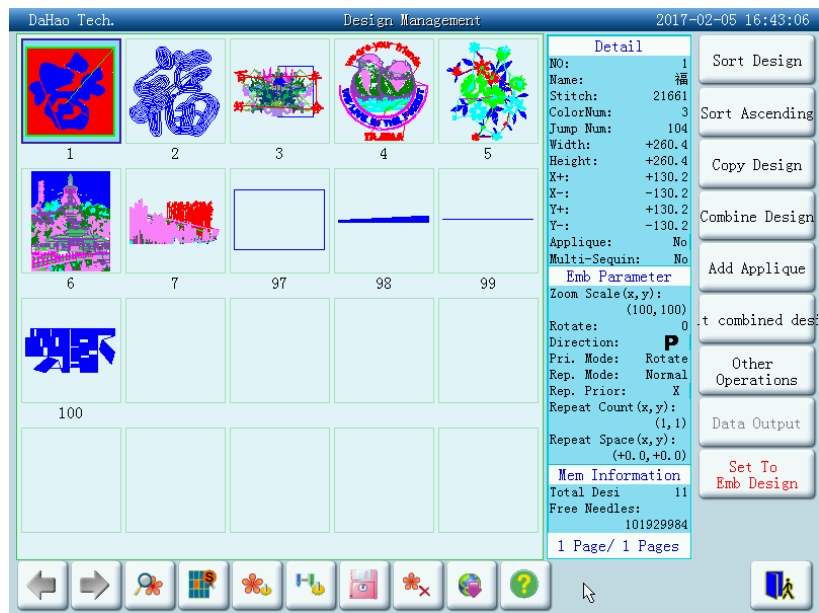 DaHao Tech.
Design Management
2017-02-05 16:43:06
1
2
3
4
5
6
7
97
98
99
100
Detail
NO: 1
Name: 福
Stitch: 21661
ColorNum: 3
Jump Num: 104
Width: +260.4
Height: +260.4
X+: +130.2
X-: -130.2
Y+: +130.2
Y-: -130.2
Applique: No
Multi-Sequin: No
Emb Parameter
Zoom Scale(x,y):
(100,100)
Rotate: 0
Direction: P
Pri. Mode: Rotate
Rep. Mode: Normal
Rep. Prior: X
Repeat Count(x,y):
(1,1)
Repeat Space(x,y):
(+0.0,+0.0)
Mem Information
Total Desi 11
Free Needles:
101929984
1 Page/ 1 Pages
Sort Design
Sort Ascending
Copy Design
Combine Design
Add Applique
t combined des
Other
Operations
Data Output
Set To
Emb Design